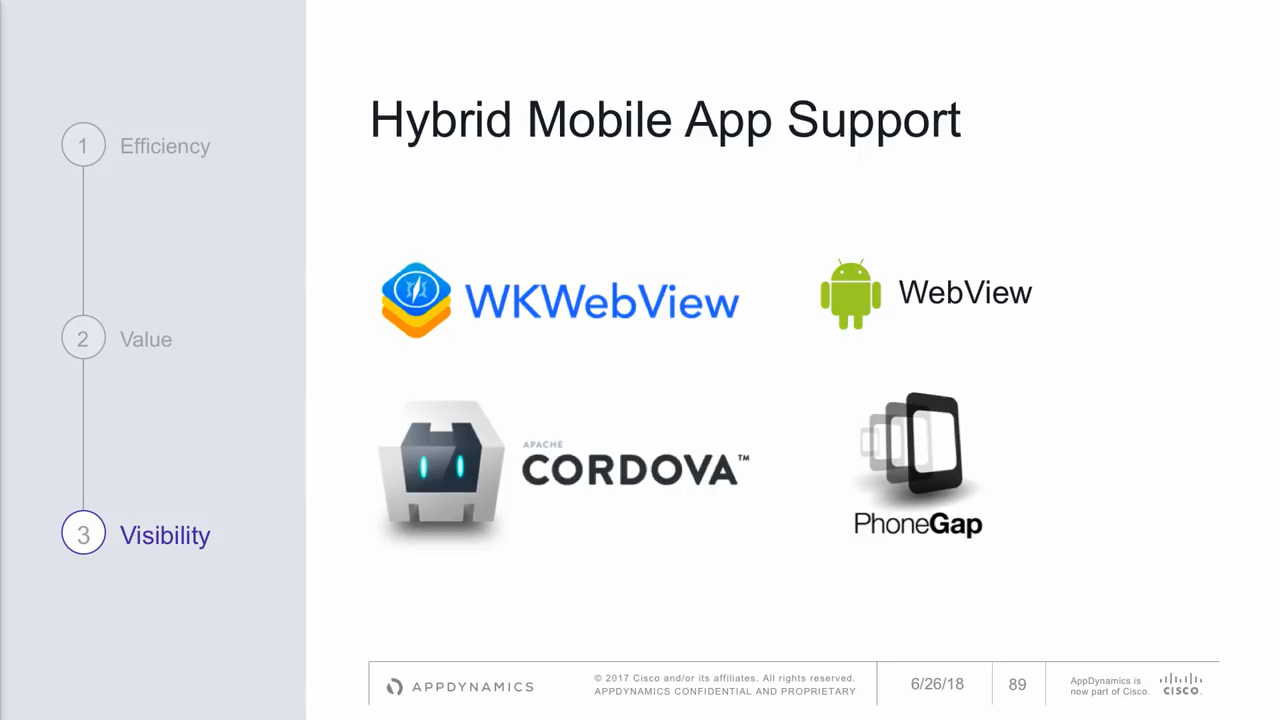 Hybrid Mobile App Support
1 Efficiency
2 Value
3 Visibility
WKWebView
WebView
APACHE
CORDOVA™
PhoneGap
APPDYNAMICS
© 2017 Cisco and/or its affiliates. All rights reserved.
APPDYNAMICS CONFIDENTIAL AND PROPRIETARY
6/26/18
89
AppDynamics is
now part of Cisco.
CISCO.